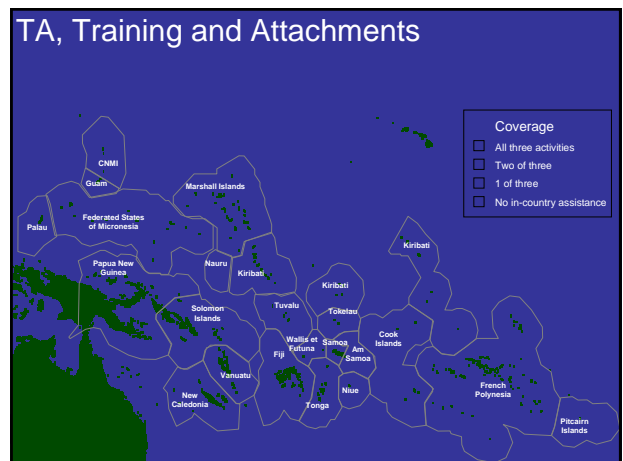 TA, Training and Attachments
Coverage
All three activities
Two of three
1 of three
No in-country assistance
CNMI
Guam
Marshall Islands
Palau
Federated States
of Micronesia
Kiribati
Papua New
Guinea
Nauru
Kiribati
Kiribati
Solomon
Islands
Tuvalu
Tokelau
Wallis et
Futuna
Samoa
Am
Samoa
Cook
Islands
Fiji
Vanuatu
New
Caledonia
Tonga
Niue
French
Polynesia
Pitcairn
Islands